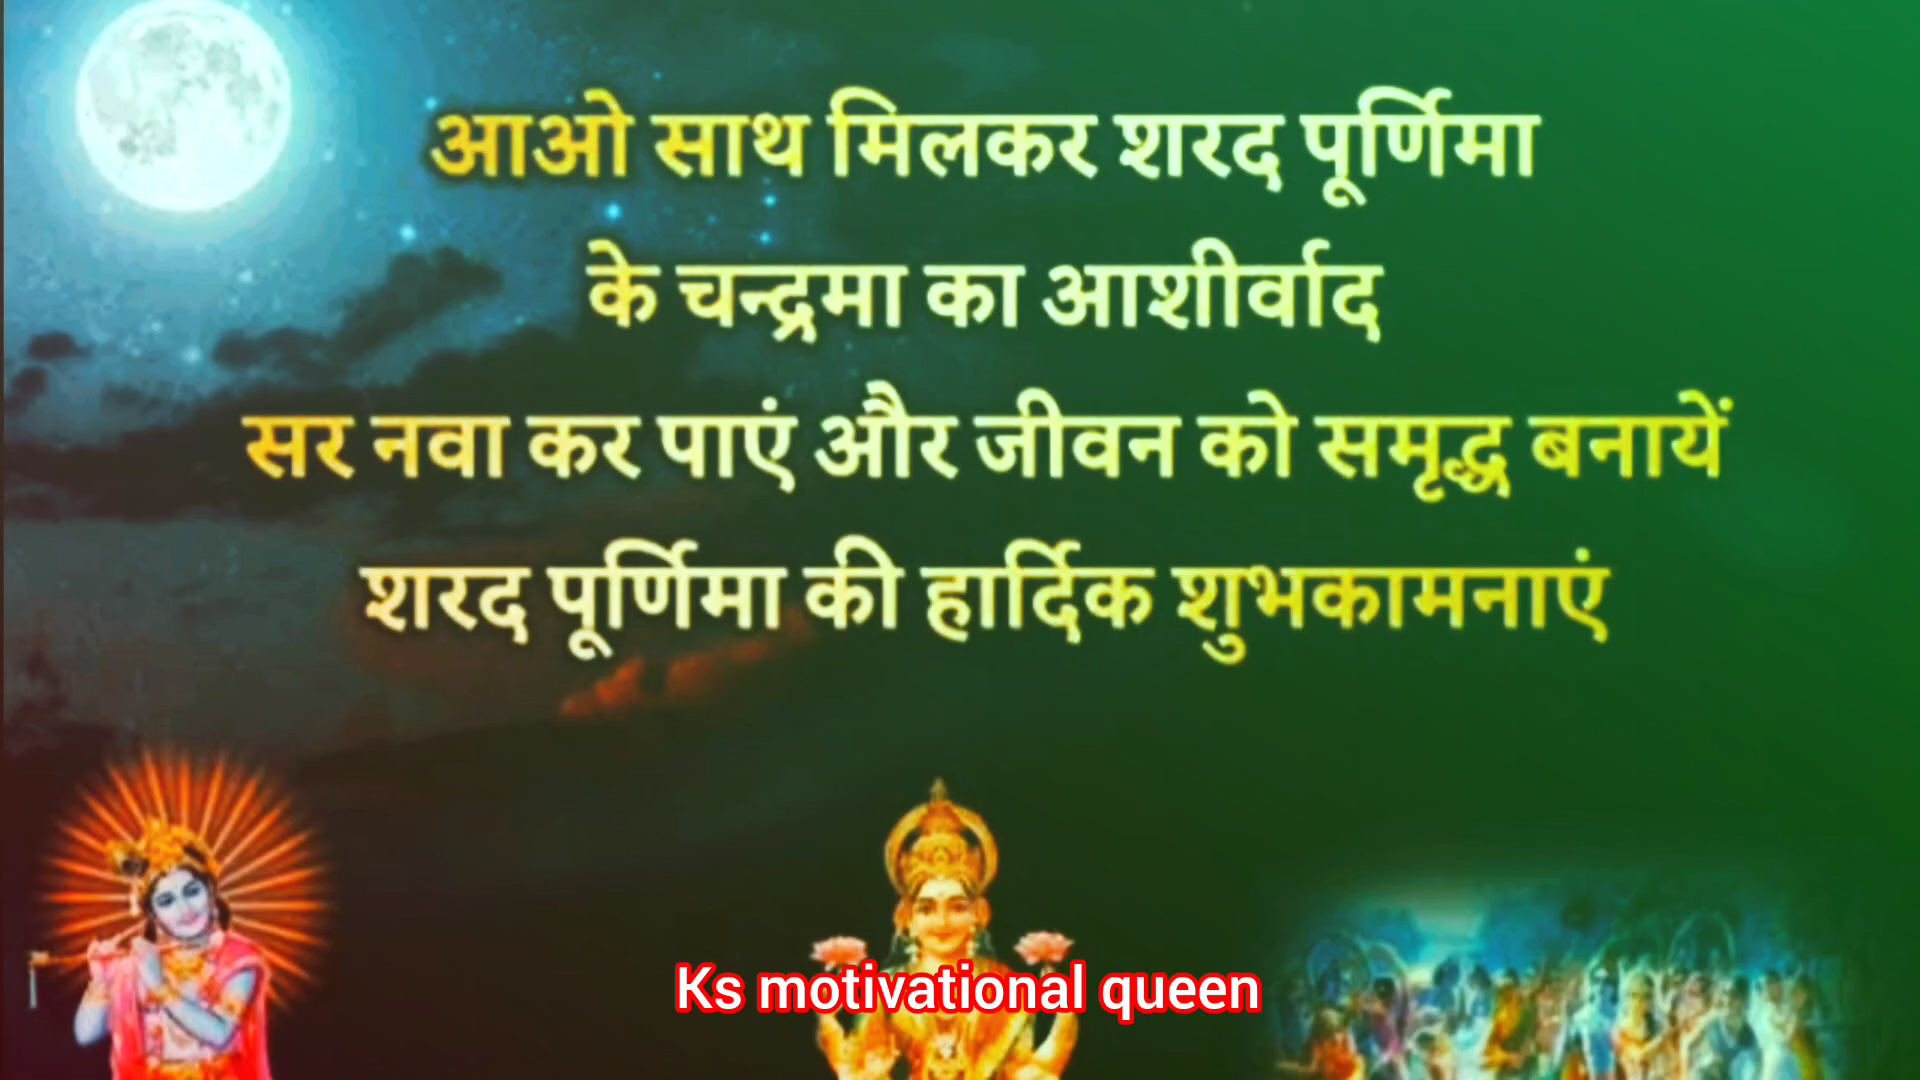 आओ साथ मिलकर शरद पूर्णिमा
के चन्द्रमा का आशीर्वाद
सर नवा कर पाएं और जीवन को समृद्ध बनायें
शरद पूर्णिमा की हार्दिक शुभकामनाएं
Ks motivational queen